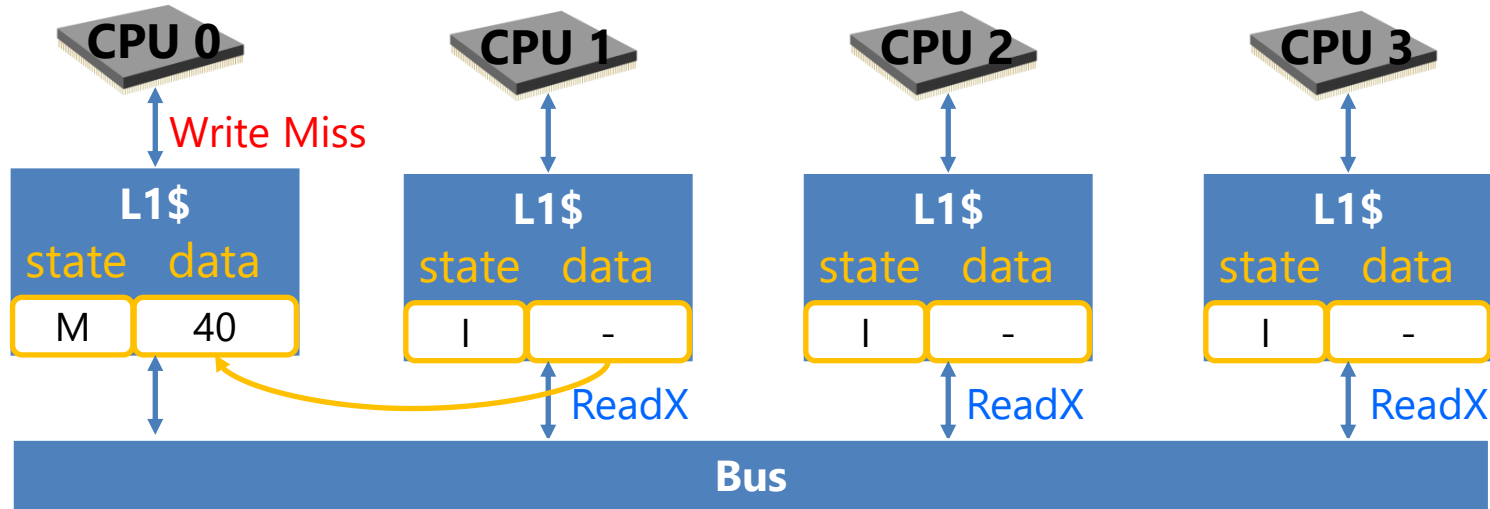 CPU 0 CPU 1 CPU 2 CPU 3
Write Miss
L1$ L1$ L1$ L1$
state data state data state data state data
M 40 I - I - I -
ReadX ReadX ReadX
Bus